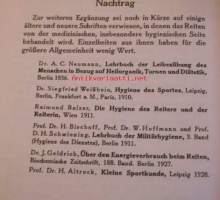 Nachtrag
Zur weiteren Ergänzung sei noch in Kürze auf einige
ältere und neuere Schriften verwiesen, in denen das Reiten
von der medizinischen, insbesondere hygienischen Seite
behandelt wird. Einzelheiten aus ihnen haben für die
größere Allgemeinheit wenig Wert.
Dr. A. C. Neumann, Lehrbuch der Leibesübung des
Menschen in Bezug auf Heilorganik, Turnen und Diätetik,
Berlin 1856.
Dr. Siegfried Weißbein, Hygiene des Sportes, Leipzig,
Berlin, Frankfurt a. M., Paris, 1910.
Raimund Balzer, Die Hygiene des Reitens und der
Reiterin, Wien 1911.
Prof. Dr. H. Bischoff, Prof. Dr. W. Hoffmann und Prof.
Dr. H. Schwiening, Lehrbuch der Militärhygiene, 3. Band
(Hygiene des Dienstes), Berlin 1911.
Dr. J. Geldrich, Über den Energieverbrauch beim Reiten,
Biochemische Zeitschrift, 188. Band. Berlin 1927.
Prof. Dr. H. Altrock, Kleine Sportkunde, Leipzig 1928.